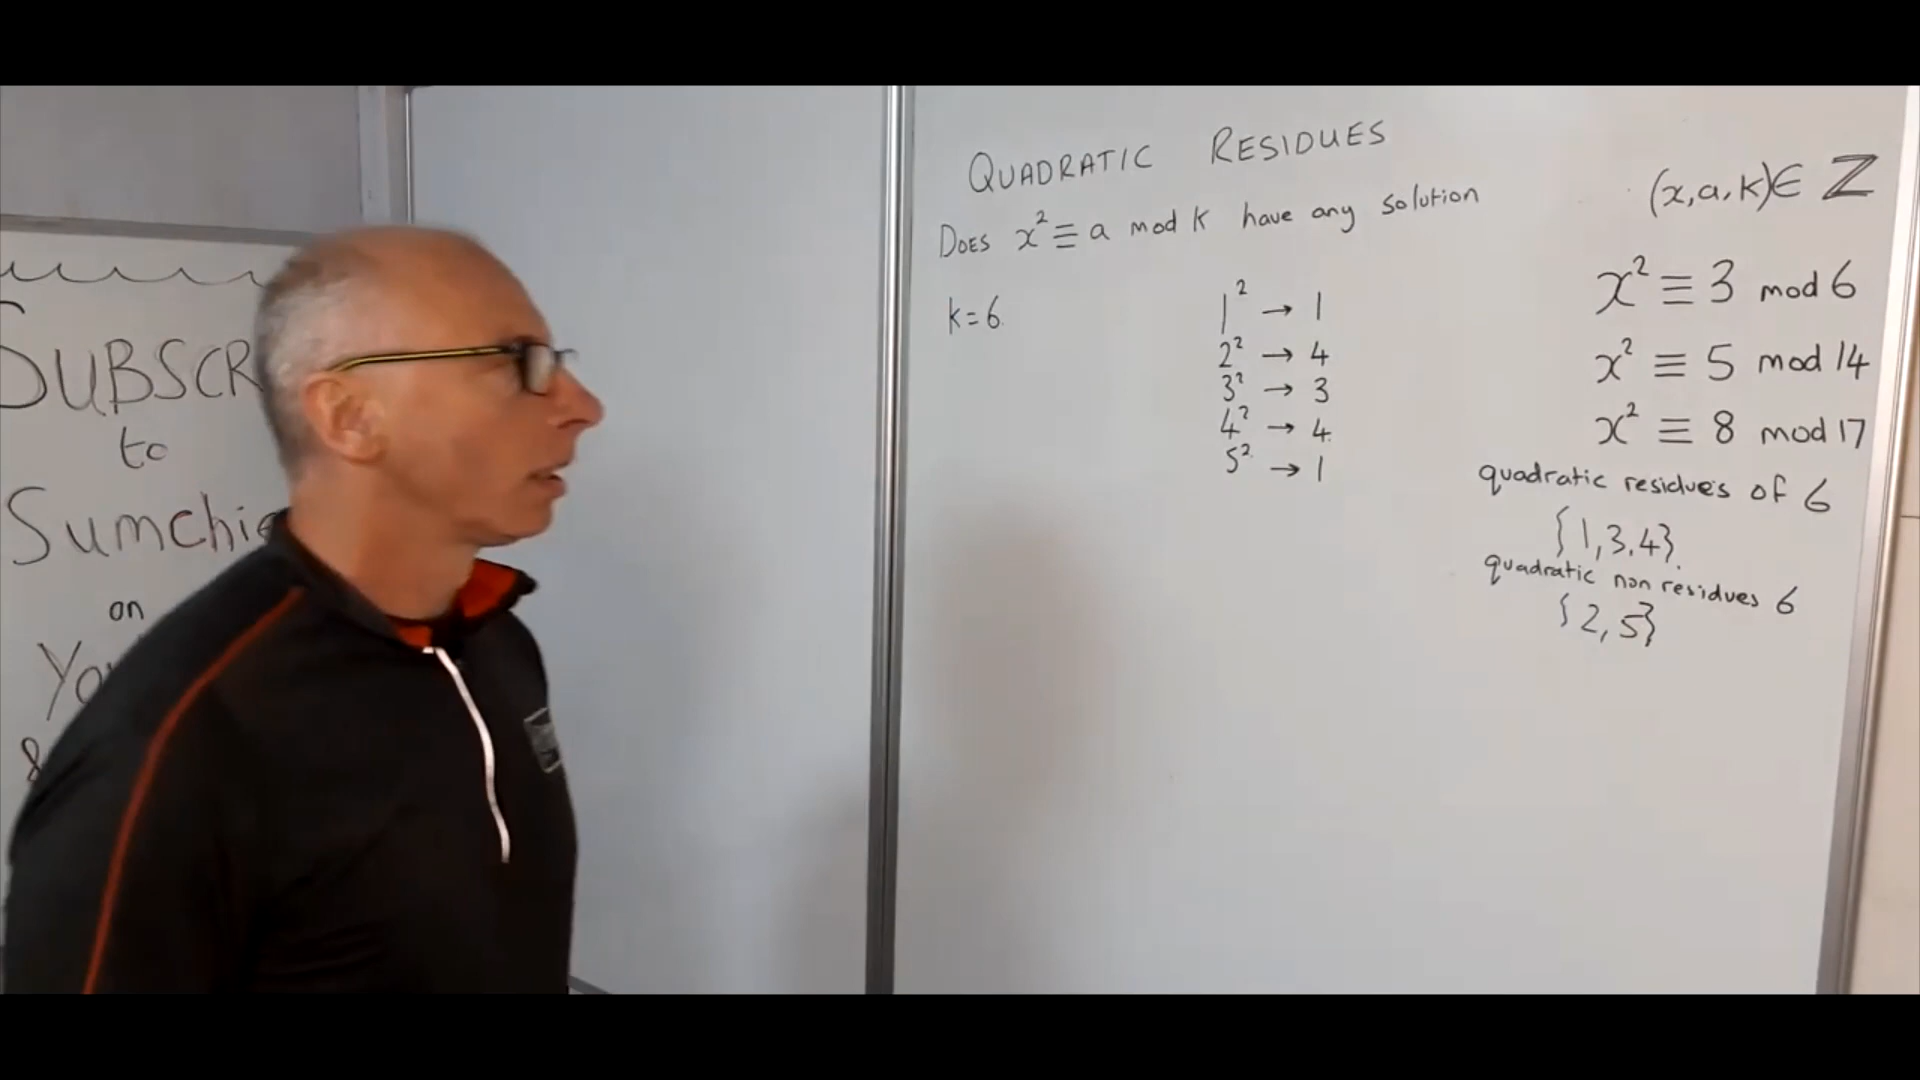 SUBSCR
to
Sumchie
on
You
&
QUADRATIC RESIDUES
DOES x² ≡ a mod k have any solution
k=6
1² → 1
2² → 4
3² → 3
4² → 4
5² → 1
(x,a,k)∈ ℤ
x² ≡ 3 mod 6
x² ≡ 5 mod 14
x² ≡ 8 mod 17
quadratic residues of 6
{1,3,4}
quadratic non residues 6
{2,5}